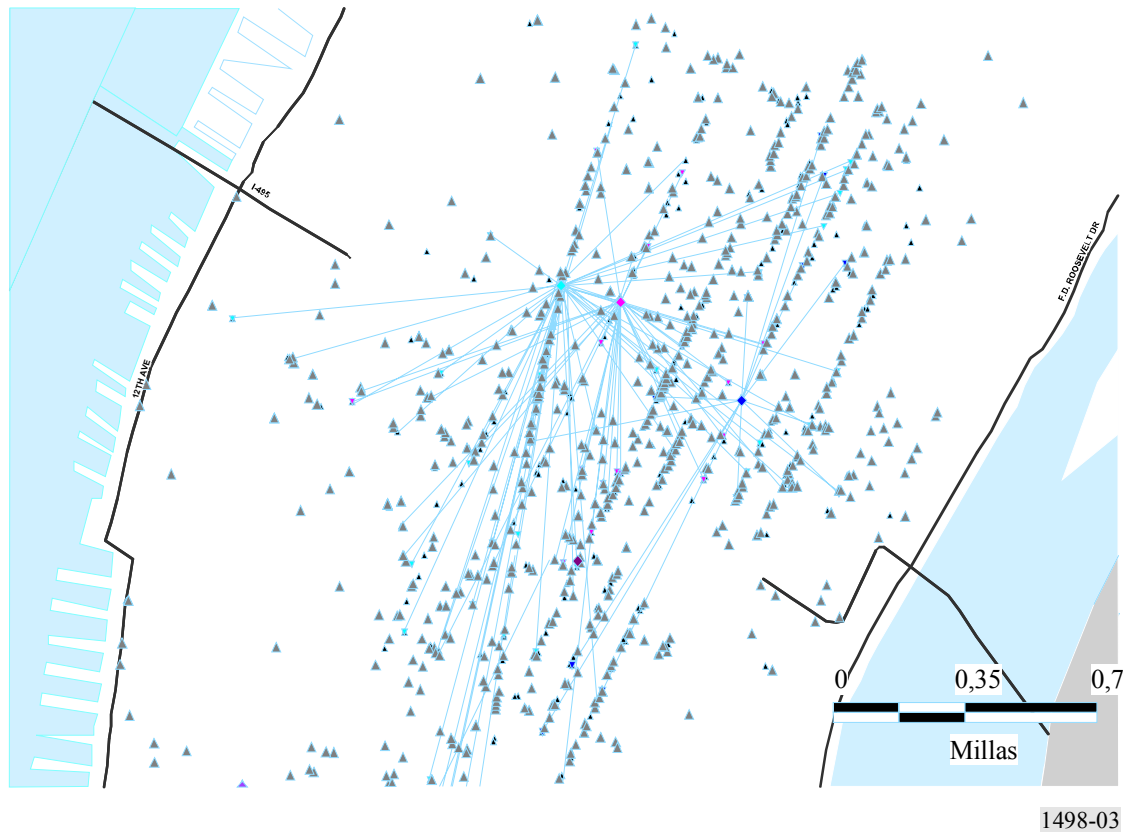 I-495
F.D. ROOSEVELT DR
12TH AVE
0 0,35 0,7
Millas
1498-03